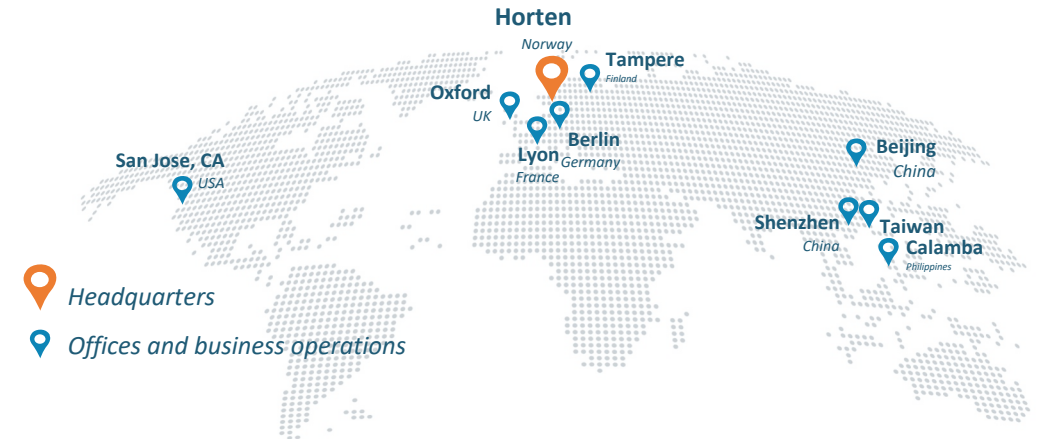 Horten
Norway
Tampere
Finland
Oxford
UK
Berlin
Germany
Lyon
France
San Jose, CA
USA
Beijing
China
Shenzhen
China
Taiwan
Calamba
Philippines
Headquarters
Offices and business operations